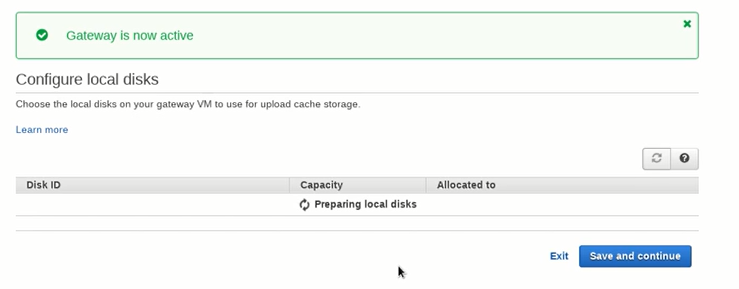 Gateway is now active
Configure local disks
Choose the local disks on your gateway VM to use for upload cache storage.
Learn more
Disk ID Capacity Allocated to
Preparing local disks
Exit Save and continue